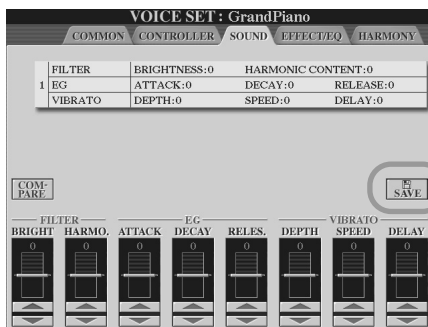 VOICE SET : GrandPiano
COMMON CONTROLLER SOUND EFFECT/EQ HARMONY
FILTER BRIGHTNESS:0 HARMONIC CONTENT:0
1 EG ATTACK:0 DECAY:0 RELEASE:0
VIBRATO DEPTH:0 SPEED:0 DELAY:0
COM-
PARE
SAVE
FILTER EG VIBRATO
BRIGHT HARMO. ATTACK DECAY RELES. DEPTH SPEED DELAY
0 0 0 0 0 0 0 0